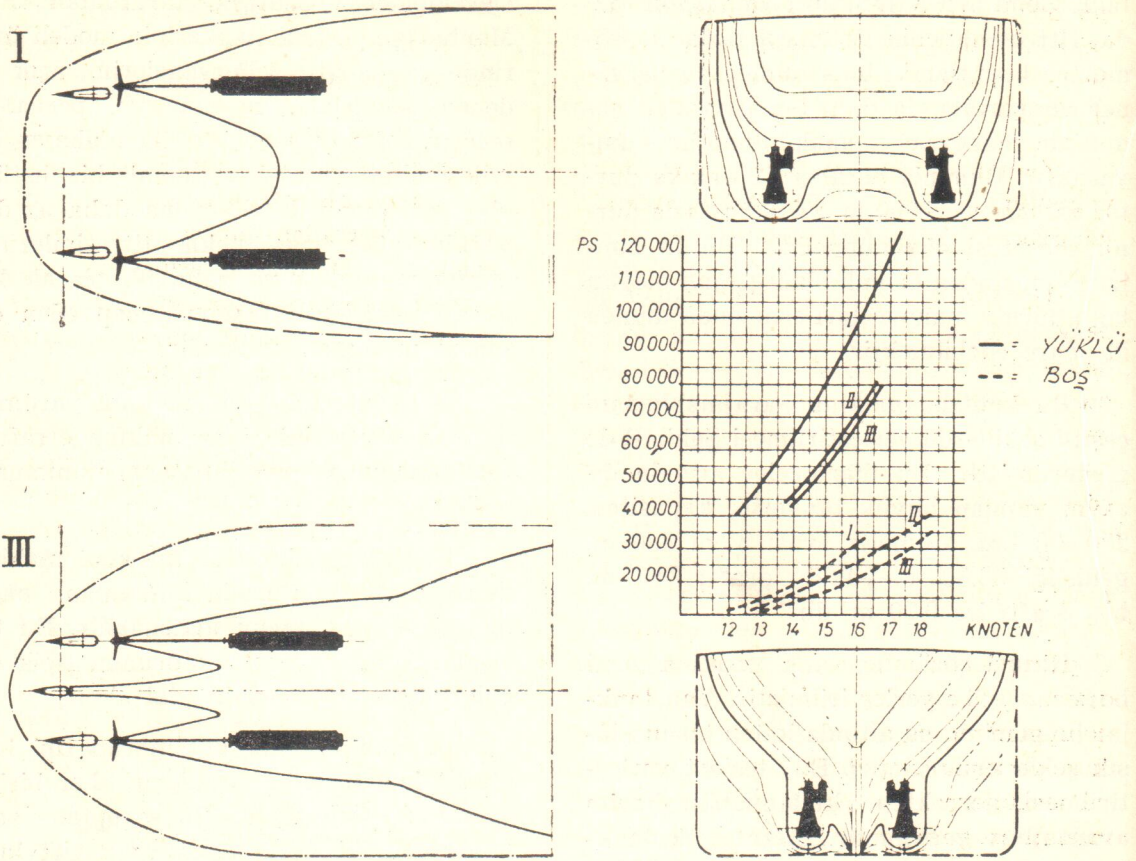 I
III
PS
120 000
110 000
100 000
90 000
80 000
70 000
60 000
50 000
40 000
30 000
20 000
I
II
III
I
II
III
12 13 14 15 16 17 18 KNOTEN
— = YÜKLÜ
--- = BOŞ